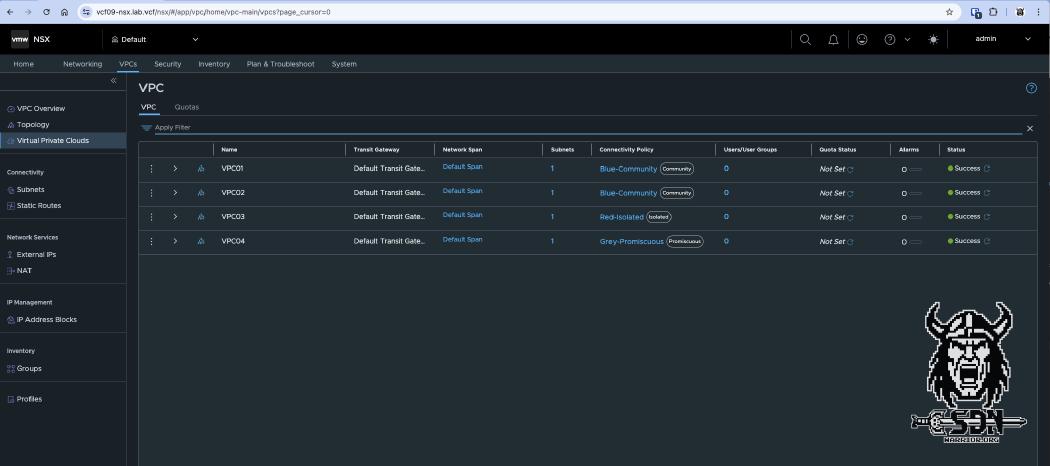 vcf09-nsx.lab.vcf/nsx/#/app/vpc/home/vpc-main/vpcs?page_cursor=0
vmw NSX Default admin
Home Networking VPCs Security Inventory Plan & Troubleshoot System
VPC Overview
Topology
Virtual Private Clouds
Connectivity
Subnets
Static Routes
Network Services
External IPs
NAT
IP Management
IP Address Blocks
Inventory
Groups
Profiles
VPC
VPC Quotas
Apply Filter
Name Transit Gateway Network Span Subnets Connectivity Policy Users/User Groups Quota Status Alarms Status
VPC01 Default Transit Gate... Default Span 1 Blue-Community Community 0 Not Set 0 Success
VPC02 Default Transit Gate... Default Span 1 Blue-Community Community 0 Not Set 0 Success
VPC03 Default Transit Gate... Default Span 1 Red-Isolated Isolated 0 Not Set 0 Success
VPC04 Default Transit Gate... Default Span 1 Grey-Promiscuous Promiscuous 0 Not Set 0 Success
SDN
WARRIOR.ORG